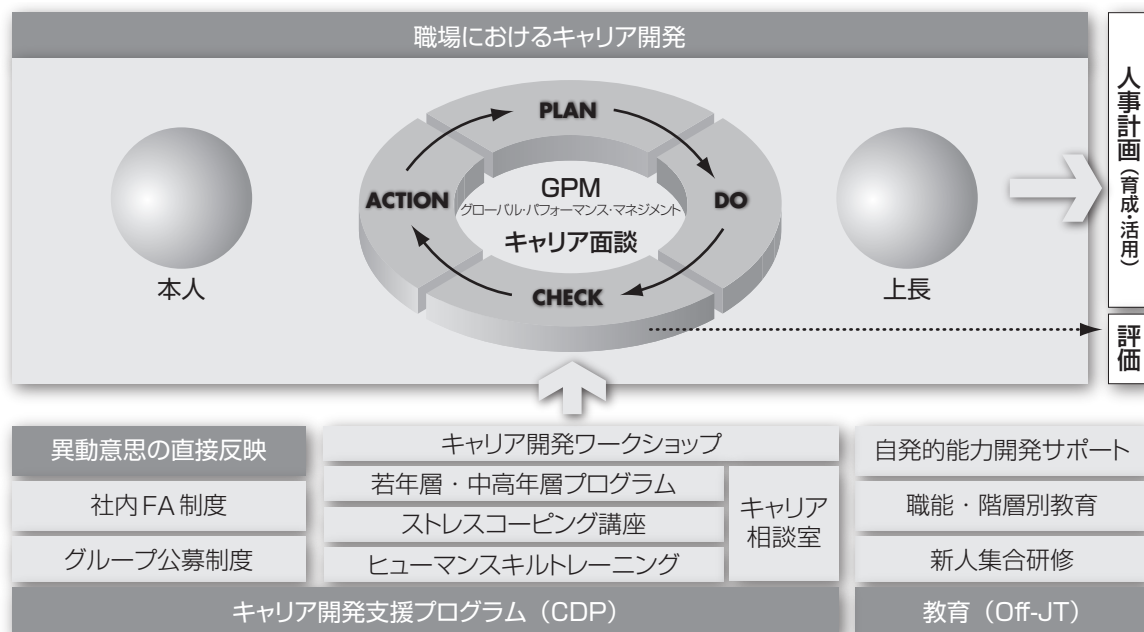 職場におけるキャリア開発
PLAN
ACTION
GPM
グローバル・パフォーマンス・マネジメント
キャリア面談
DO
CHECK
本人
上長
人事計画(育成・活用)
評価
異動意思の直接反映
社内FA制度
グループ公募制度
キャリア開発ワークショップ
若年層・中高年層プログラム
ストレスコーピング講座
ヒューマンスキルトレーニング
キャリア
相談室
キャリア開発支援プログラム(CDP)
自発的能力開発サポート
職能・階層別教育
新人集合研修
教育(Off-JT)